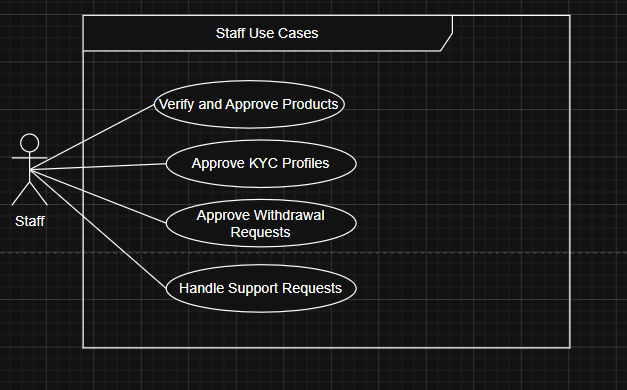 Staff Use Cases
Verify and Approve Products
Approve KYC Profiles
Approve Withdrawal
Requests
Staff
Handle Support Requests